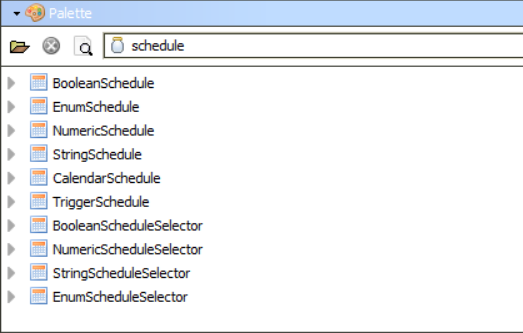 Palette
schedule
BooleanSchedule
EnumSchedule
NumericSchedule
StringSchedule
CalendarSchedule
TriggerSchedule
BooleanScheduleSelector
NumericScheduleSelector
StringScheduleSelector
EnumScheduleSelector